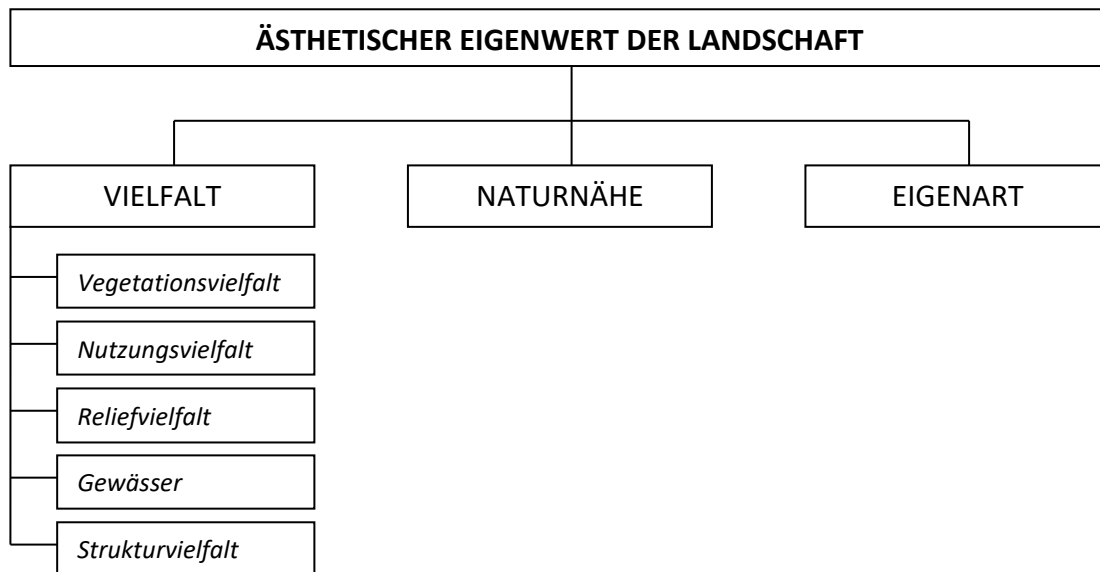 ÄSTHETISCHER EIGENWERT DER LANDSCHAFT
VIELFALT
NATURNÄHE
EIGENART
Vegetationsvielfalt
Nutzungsvielfalt
Reliefvielfalt
Gewässer
Strukturvielfalt